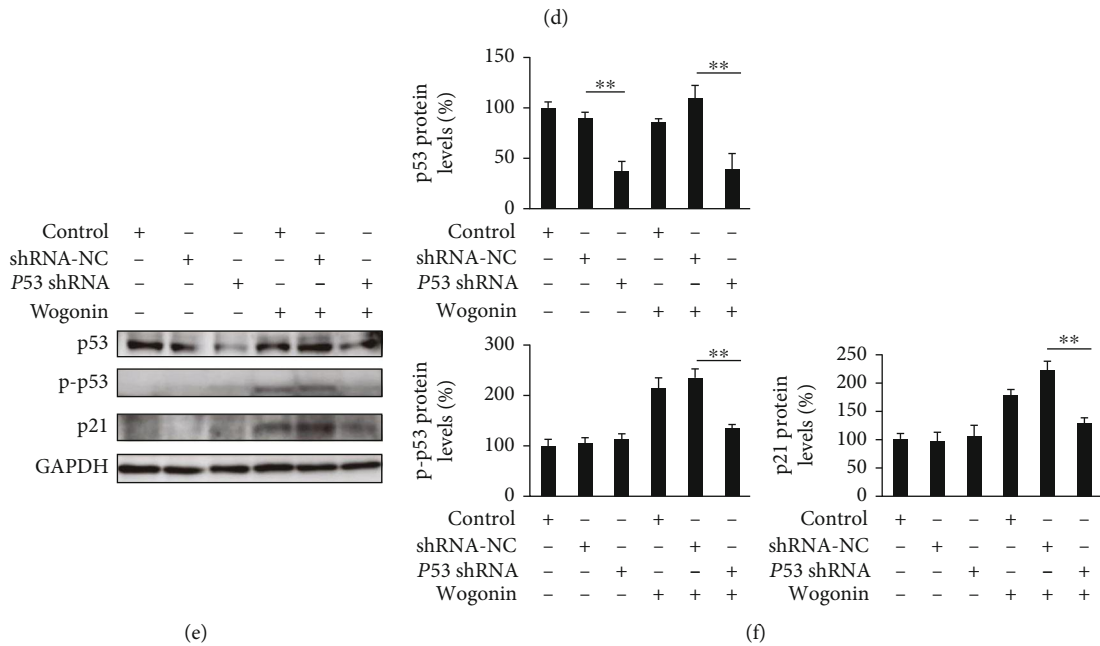 (d)
150
100
50
0
p53 protein
levels (%)
**
**
Control + – – + – –
shRNA-NC – + – – + –
P53 shRNA – – + – – +
Wogonin – – – + + +
Control + – – + – –
shRNA-NC – + – – + –
P53 shRNA – – + – – +
Wogonin – – – + + +
p53
p-p53
p21
GAPDH
(e)
300
200
100
0
p-p53 protein
levels (%)
**
Control + – – + – –
shRNA-NC – + – – + –
P53 shRNA – – + – – +
Wogonin – – – + + +
250
200
150
100
50
0
p21 protein
levels (%)
**
Control + – – + – –
shRNA-NC – + – – + –
P53 shRNA – – + – – +
Wogonin – – – + + +
(f)